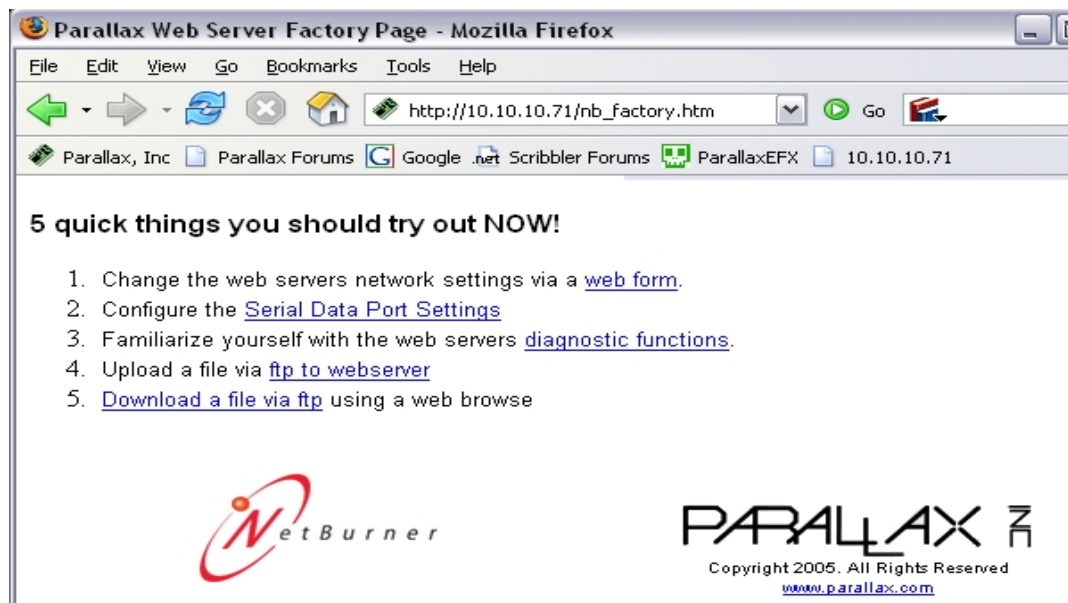 Parallax Web Server Factory Page - Mozilla Firefox
File Edit View Go Bookmarks Tools Help
http://10.10.10.71/nb_factory.htm Go
Parallax, Inc Parallax Forums G Google .net Scribbler Forums ParallaxEFX 10.10.10.71
5 quick things you should try out NOW!
1. Change the web servers network settings via a web form.
2. Configure the Serial Data Port Settings
3. Familiarize yourself with the web servers diagnostic functions.
4. Upload a file via ftp to webserver
5. Download a file via ftp using a web browse
NetBurner
PARALLAX INC
Copyright 2005. All Rights Reserved
www.parallax.com